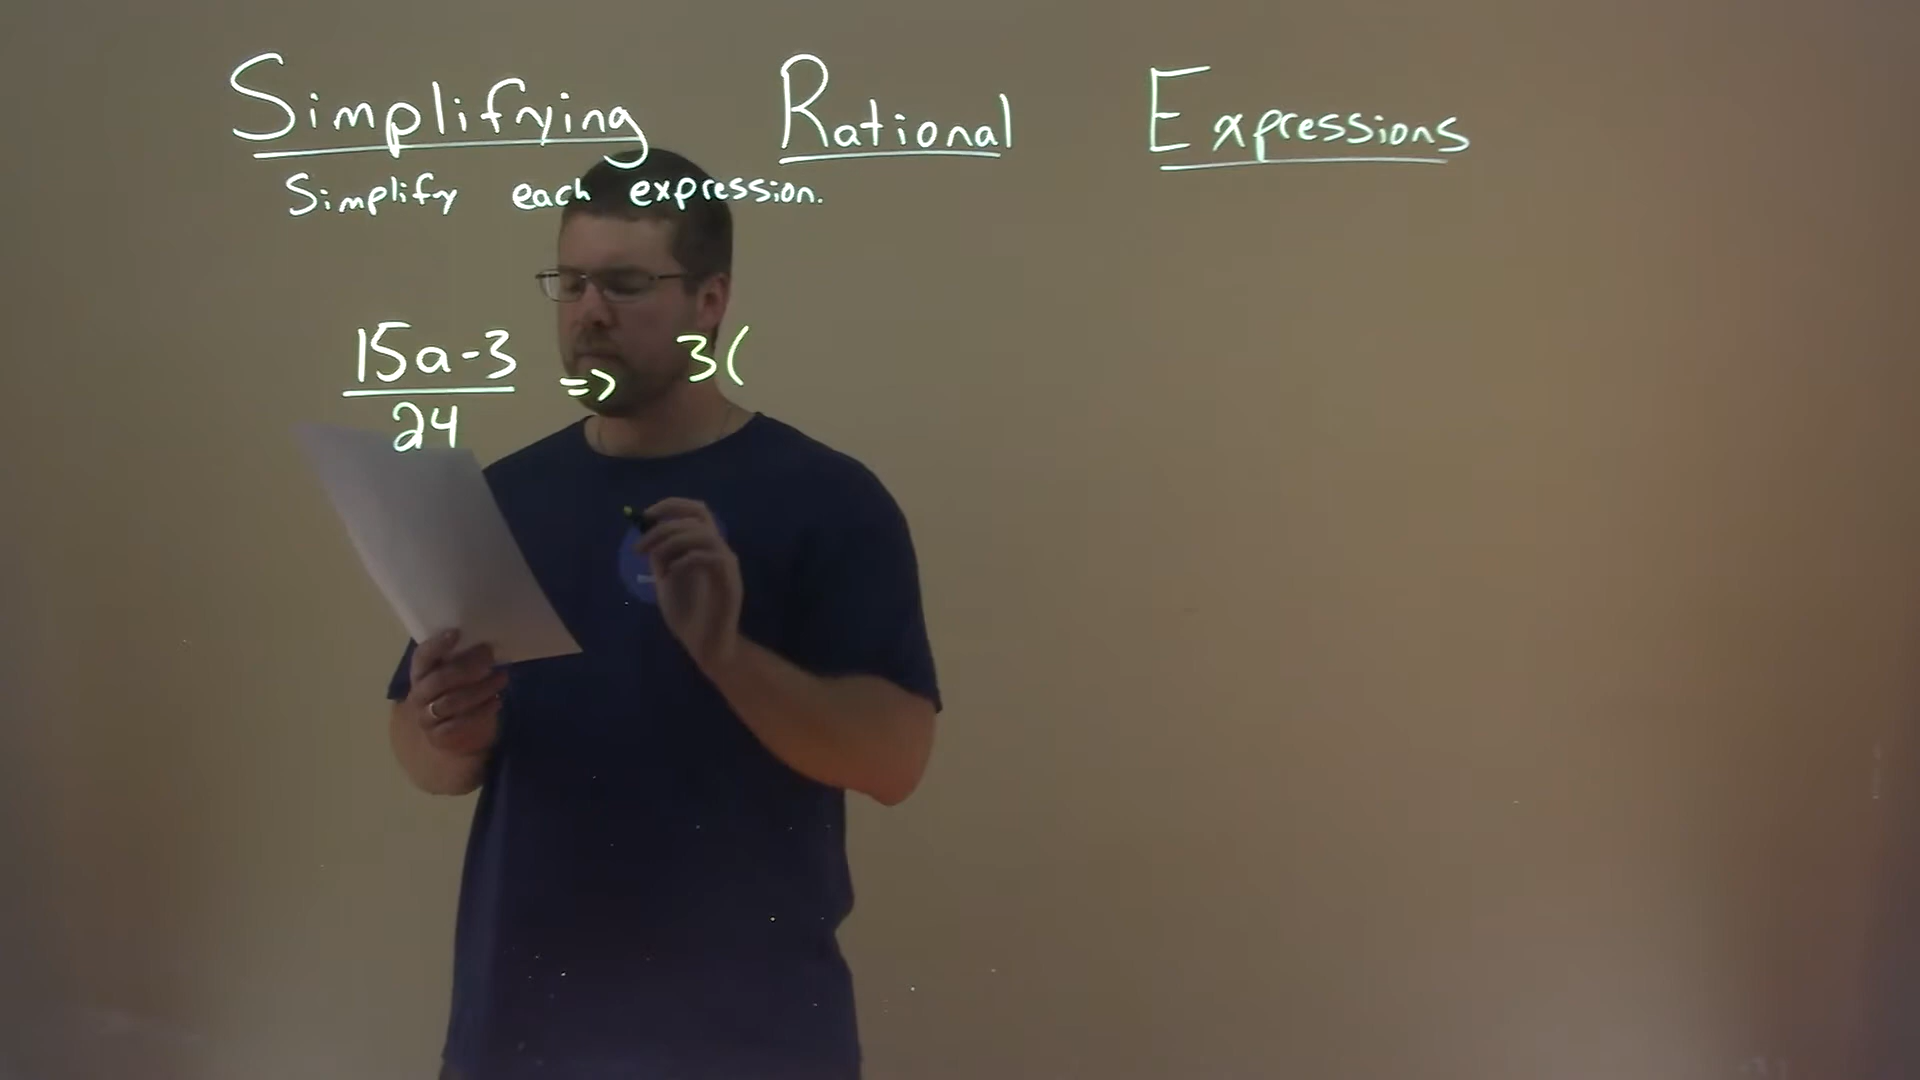 Simplifying Rational Expressions
Simplify each expression.
15a-3 => 3(
24